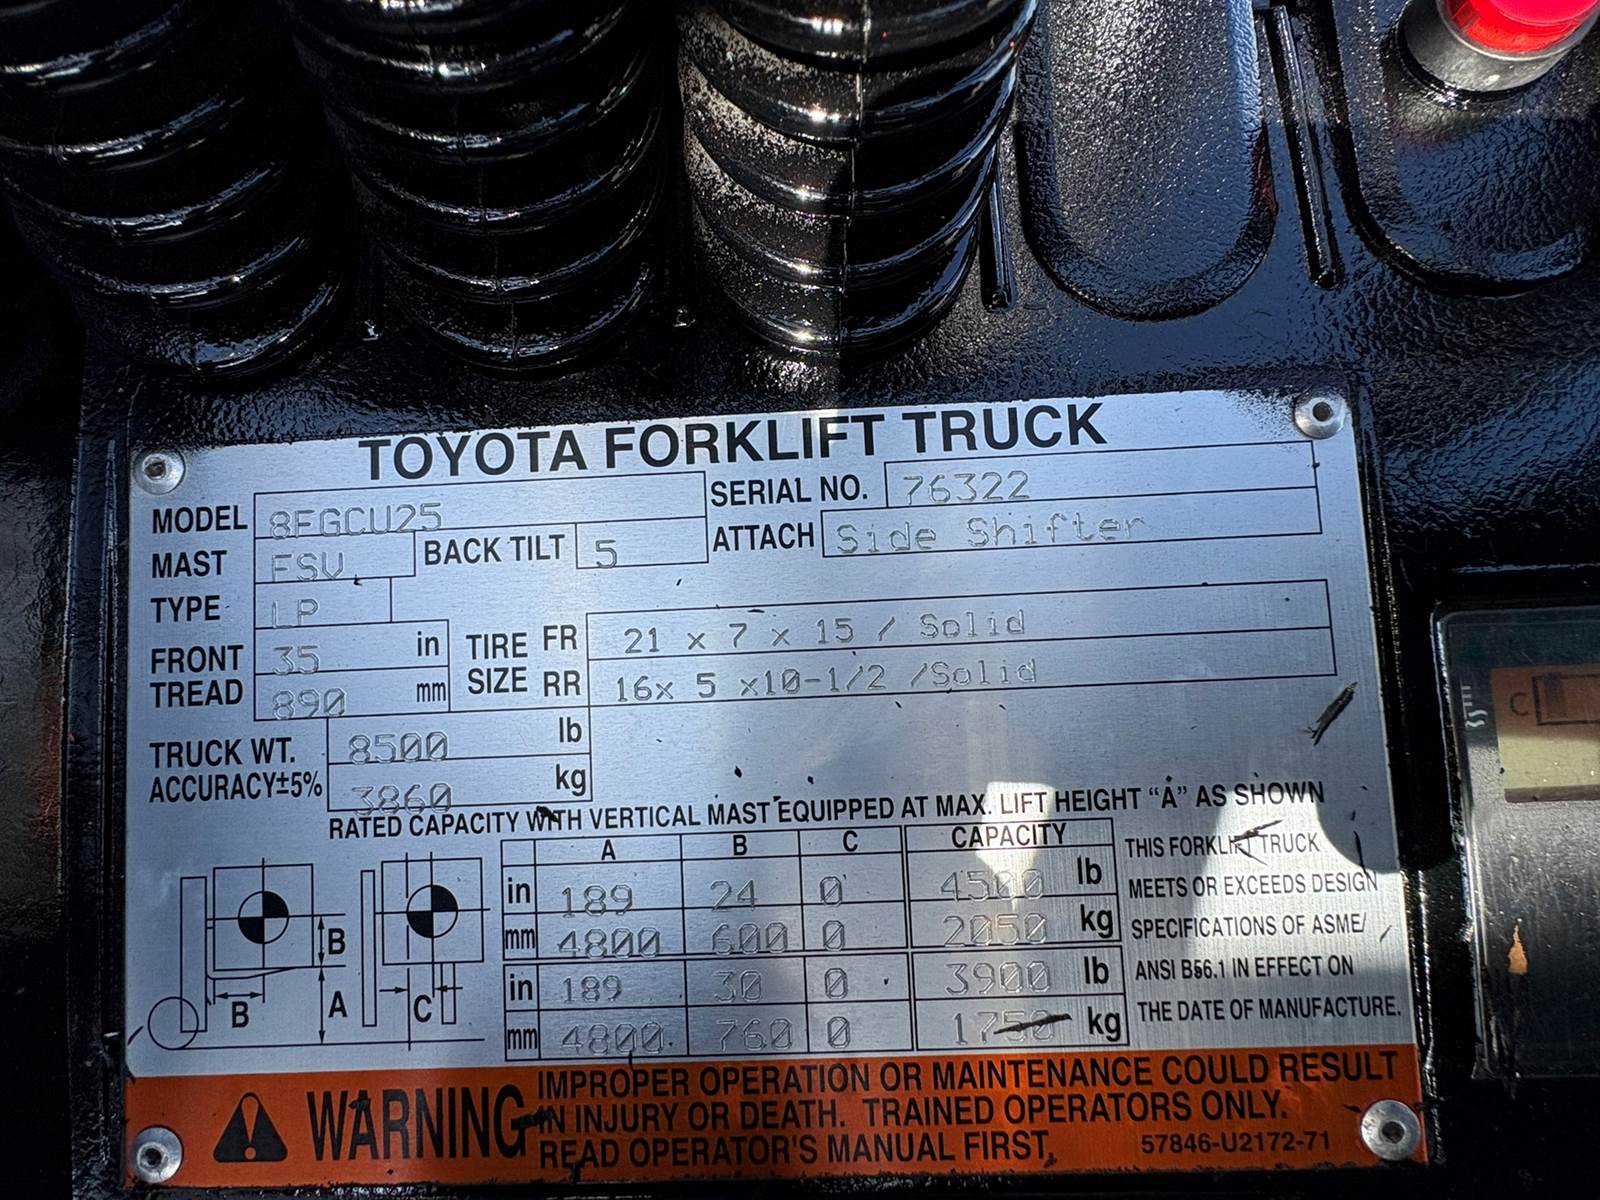 TOYOTA FORKLIFT TRUCK
MODEL 8FGCU25 SERIAL NO. 76322
MAST FSV BACK TILT 5 ATTACH Side Shifter
TYPE LP
FRONT TREAD 35 in 890 mm
TIRE SIZE FR 21 x 7 x 15 / Solid
RR 16x 5 x10-1/2 /Solid
TRUCK WT. 8500 lb
ACCURACY±5% 3860 kg
RATED CAPACITY WITH VERTICAL MAST EQUIPPED AT MAX. LIFT HEIGHT "A" AS SHOWN
A B C CAPACITY
in 189 24 0 4500 lb
mm 4800 600 0 2050 kg
in 189 30 0 3900 lb
mm 4800 760 0 1750 kg
B A B C
THIS FORKLIFT TRUCK
MEETS OR EXCEEDS DESIGN
SPECIFICATIONS OF ASME/
ANSI B56.1 IN EFFECT ON
THE DATE OF MANUFACTURE.
WARNING
IMPROPER OPERATION OR MAINTENANCE COULD RESULT
IN INJURY OR DEATH. TRAINED OPERATORS ONLY.
READ OPERATOR'S MANUAL FIRST.
57846-U2172-71
C